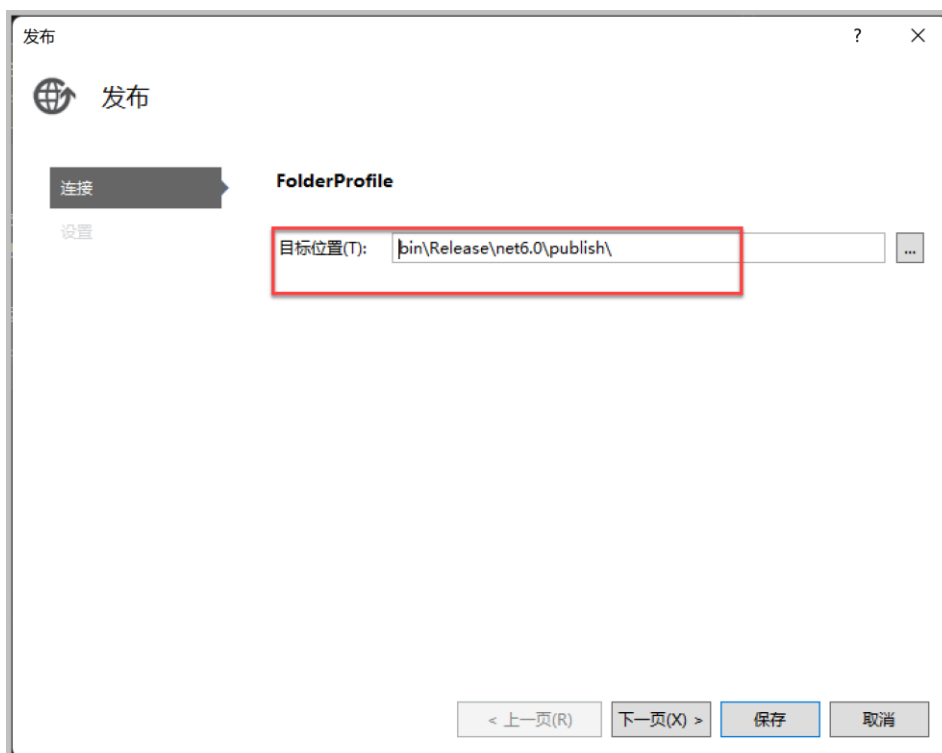 发布
?
发布
连接
FolderProfile
设置
目标位置(T): bin\Release\net6.0\publish\ ...
< 上一页(R) 下一页(X) > 保存 取消